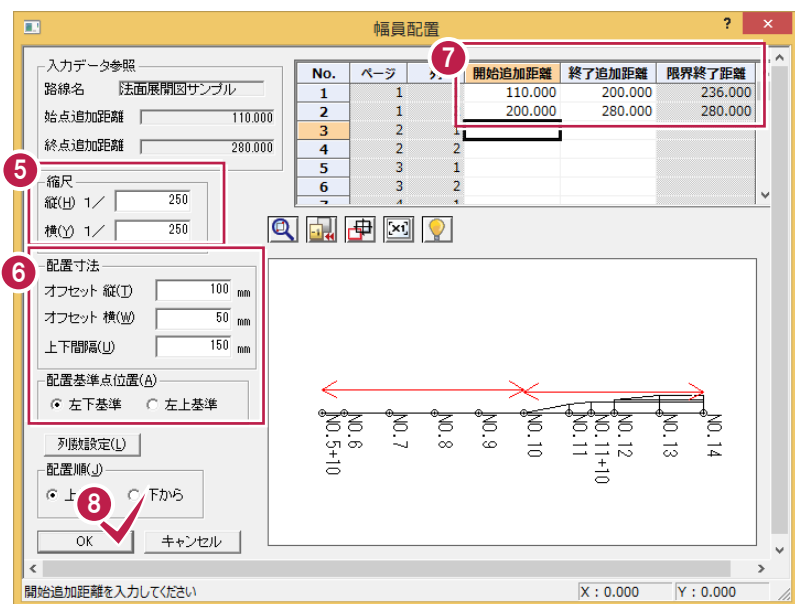 幅員配置
?
×
入力データ参照
路線名 法面展開図サンプル
始点追加距離 110.000
終点追加距離 280.000
5
縮尺
縦(H) 1/ 250
横(Y) 1/ 250
6
配置寸法
オフセット 縦(T) 100 mm
オフセット 横(W) 50 mm
上下間隔(U) 150 mm
配置基準点位置(A)
左下基準 左上基準
列数設定(L)
配置順(J)
上 下から
8
OK キャンセル
7
No. ページ 開始追加距離 終了追加距離 限界終了距離
1 1 110.000 200.000 236.000
2 1 200.000 280.000 280.000
3 2 1
4 2 2
5 3 1
6 3 2
NO.5+10
NO.6
NO.7
NO.8
NO.9
NO.10
NO.11
NO.11+10
NO.12
NO.13
NO.14
開始追加距離を入力してください X : 0.000 Y : 0.000